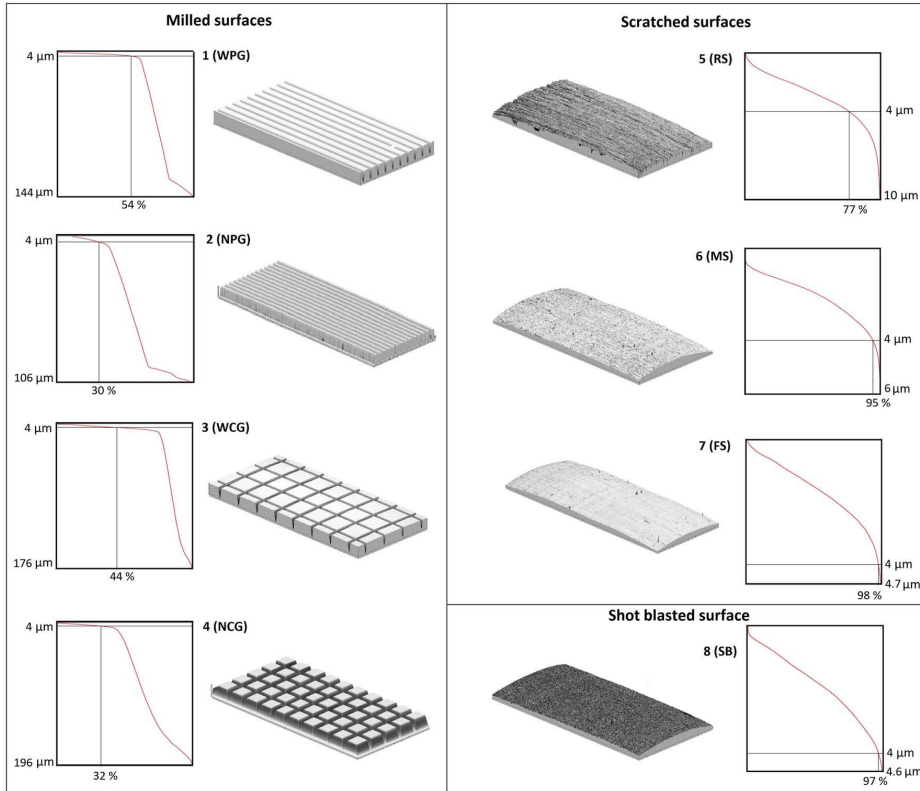 Milled surfaces
4 µm
1 (WPG)
144 µm
54 %
2 (NPG)
4 µm
106 µm
30 %
3 (WCG)
4 µm
176 µm
44 %
4 (NCG)
4 µm
196 µm
32 %
Scratched surfaces
5 (RS)
4 µm
10 µm
77 %
6 (MS)
4 µm
6 µm
95 %
7 (FS)
4 µm
4.7 µm
98 %
Shot blasted surface
8 (SB)
4 µm
4.6 µm
97 %